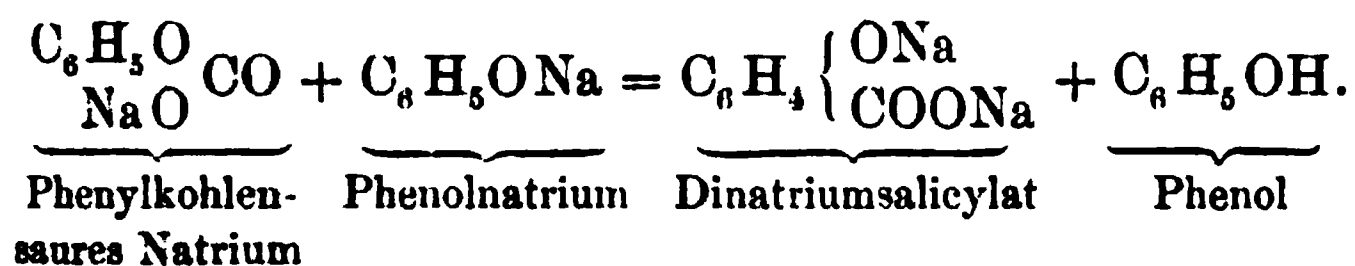 C₆H₅O
NaO CO + C₆H₅ONa = C₆H₄ { ONa
COONa + C₆H₅OH.
Phenylkohlen- Phenolnatrium Dinatriumsalicylat Phenol
saures Natrium